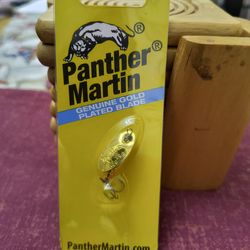 Panther®
Martin®
GENUINE GOLD
PLATED BLADE
PantherMartin.com